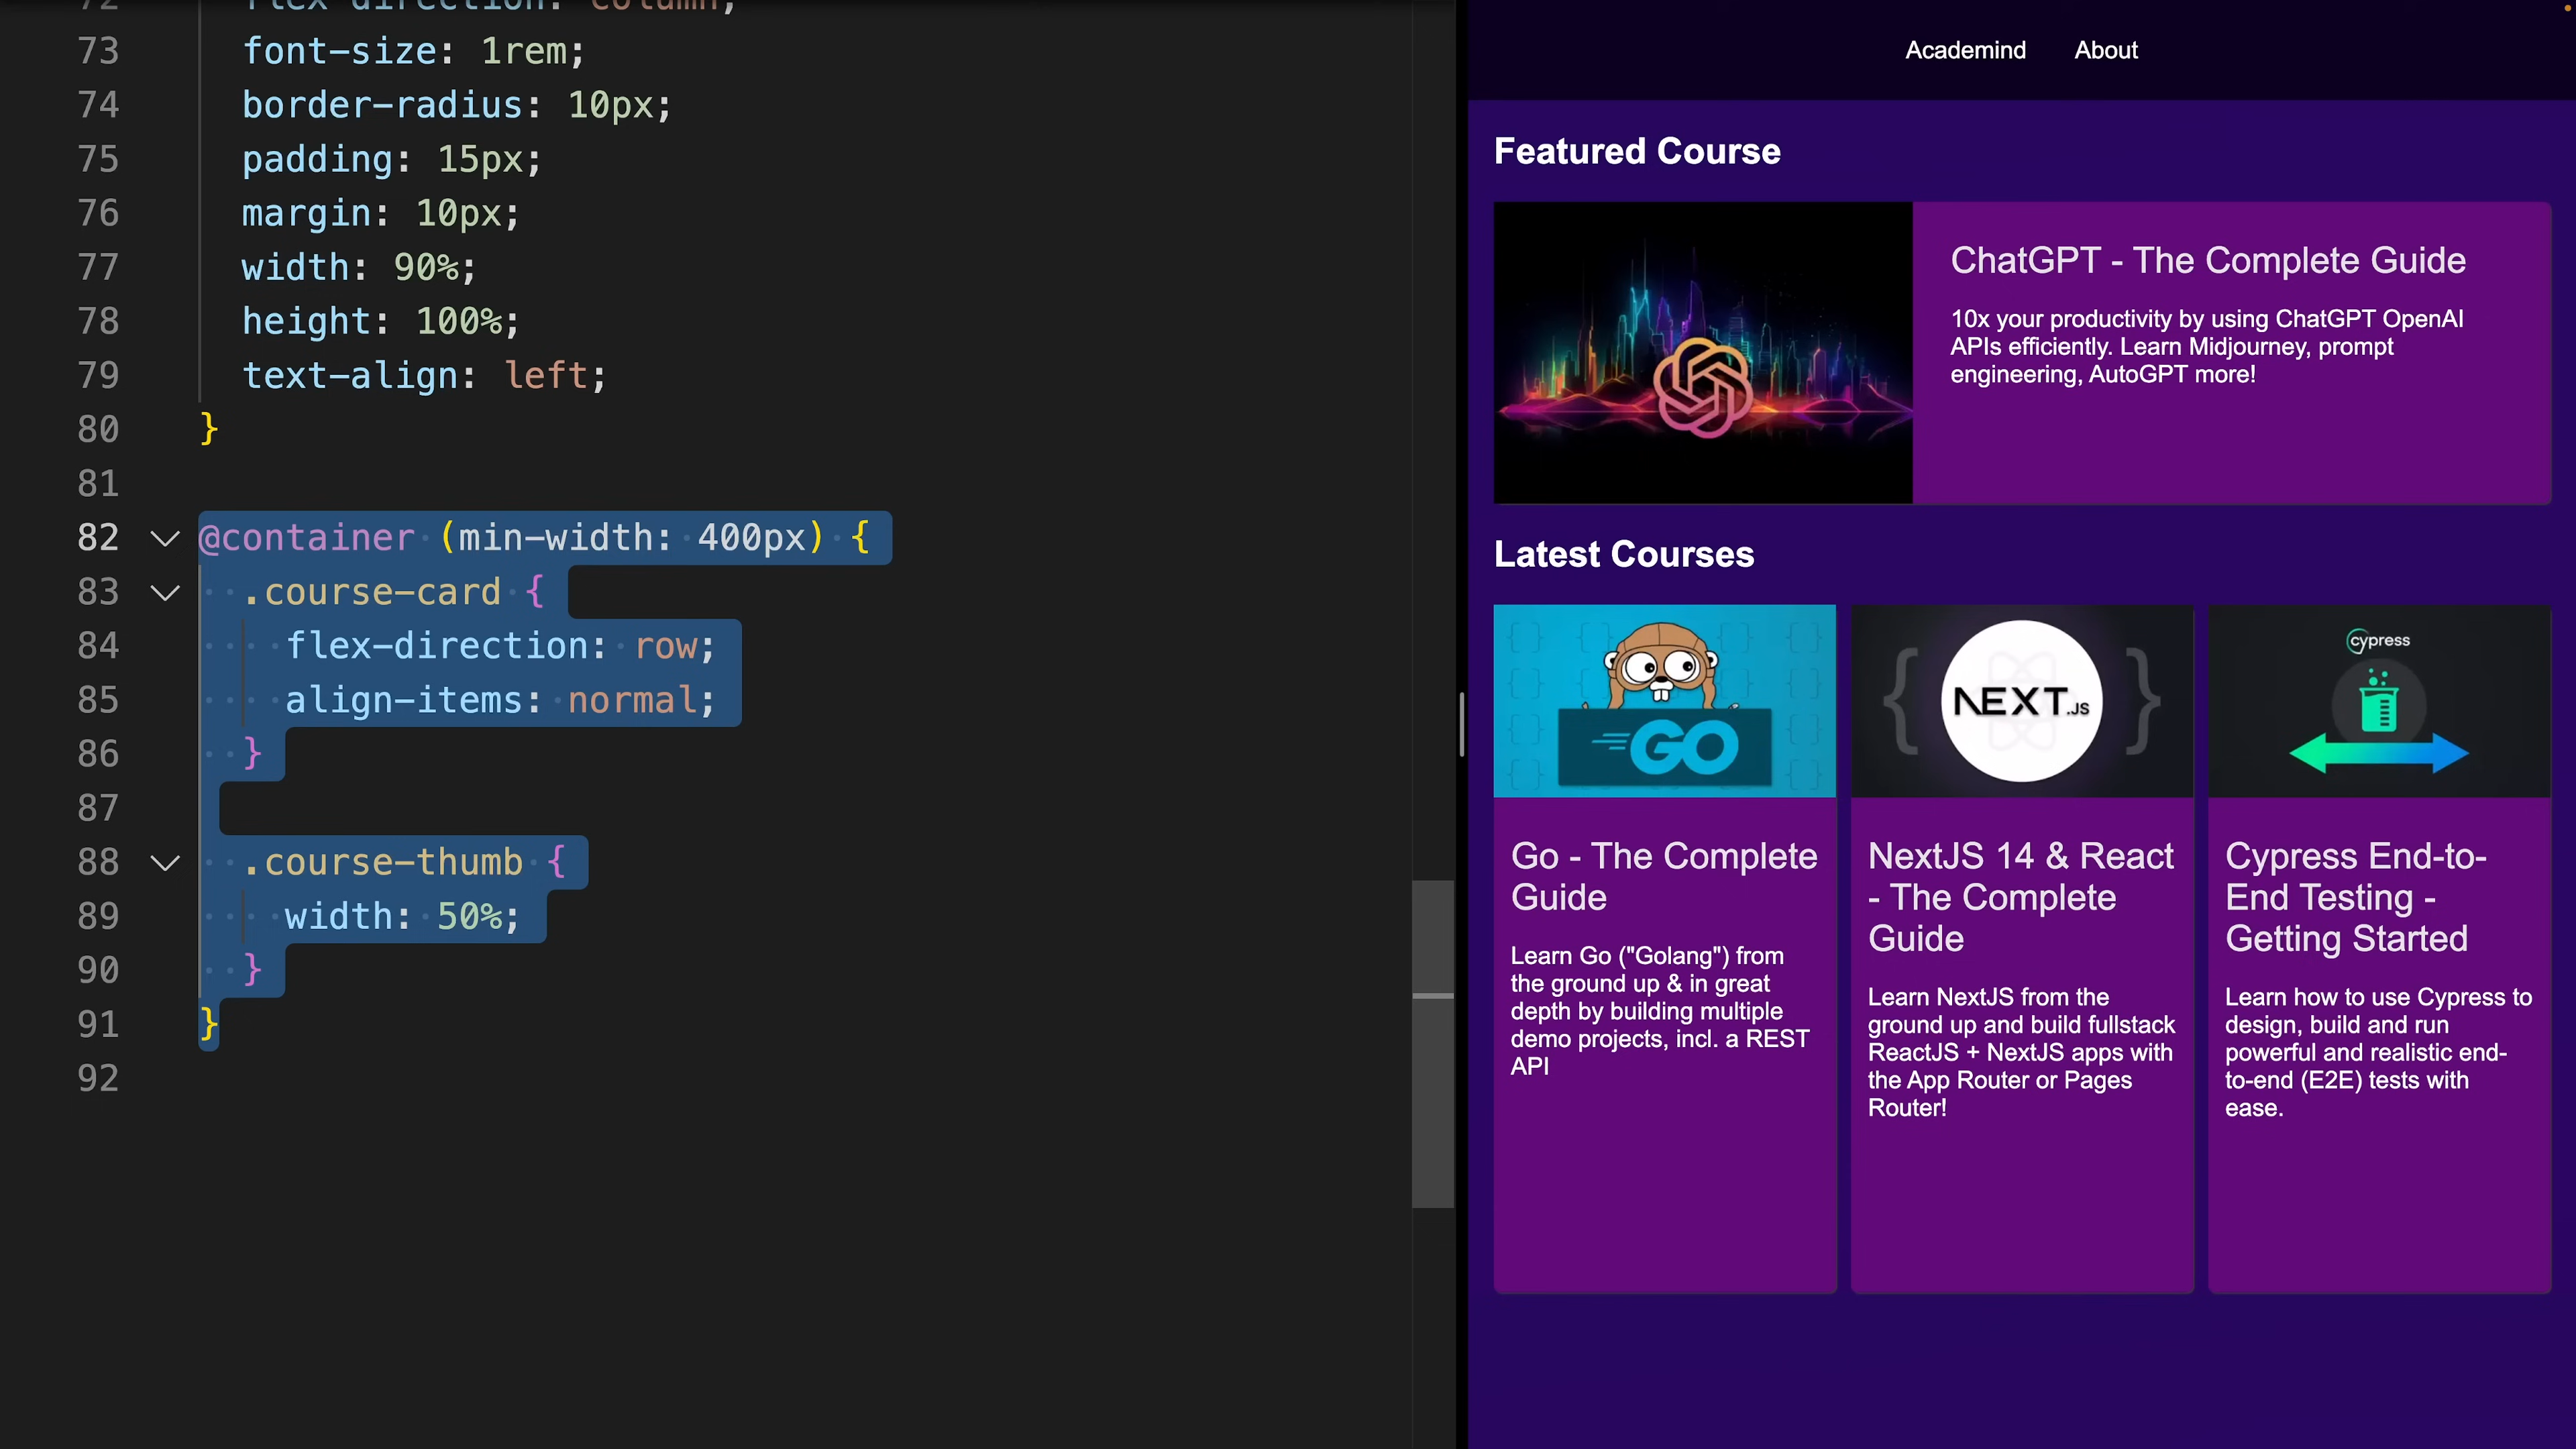 72 flex-direction: column;
73 font-size: 1rem;
74 border-radius: 10px;
75 padding: 15px;
76 margin: 10px;
77 width: 90%;
78 height: 100%;
79 text-align: left;
80 }
81
82 @container (min-width: 400px) {
83 .course-card {
84 flex-direction: row;
85 align-items: normal;
86 }
87
88 .course-thumb {
89 width: 50%;
90 }
91 }
92
Academind About
Featured Course
ChatGPT - The Complete Guide
10x your productivity by using ChatGPT OpenAI
APIs efficiently. Learn Midjourney, prompt
engineering, AutoGPT more!
Latest Courses
GO
Go - The Complete
Guide
Learn Go ("Golang") from
the ground up & in great
depth by building multiple
demo projects, incl. a REST
API
{ NEXT.JS }
NextJS 14 & React
- The Complete
Guide
Learn NextJS from the
ground up and build fullstack
ReactJS + NextJS apps with
the App Router or Pages
Router!
cypress
Cypress End-to-
End Testing -
Getting Started
Learn how to use Cypress to
design, build and run
powerful and realistic end-
to-end (E2E) tests with
ease.